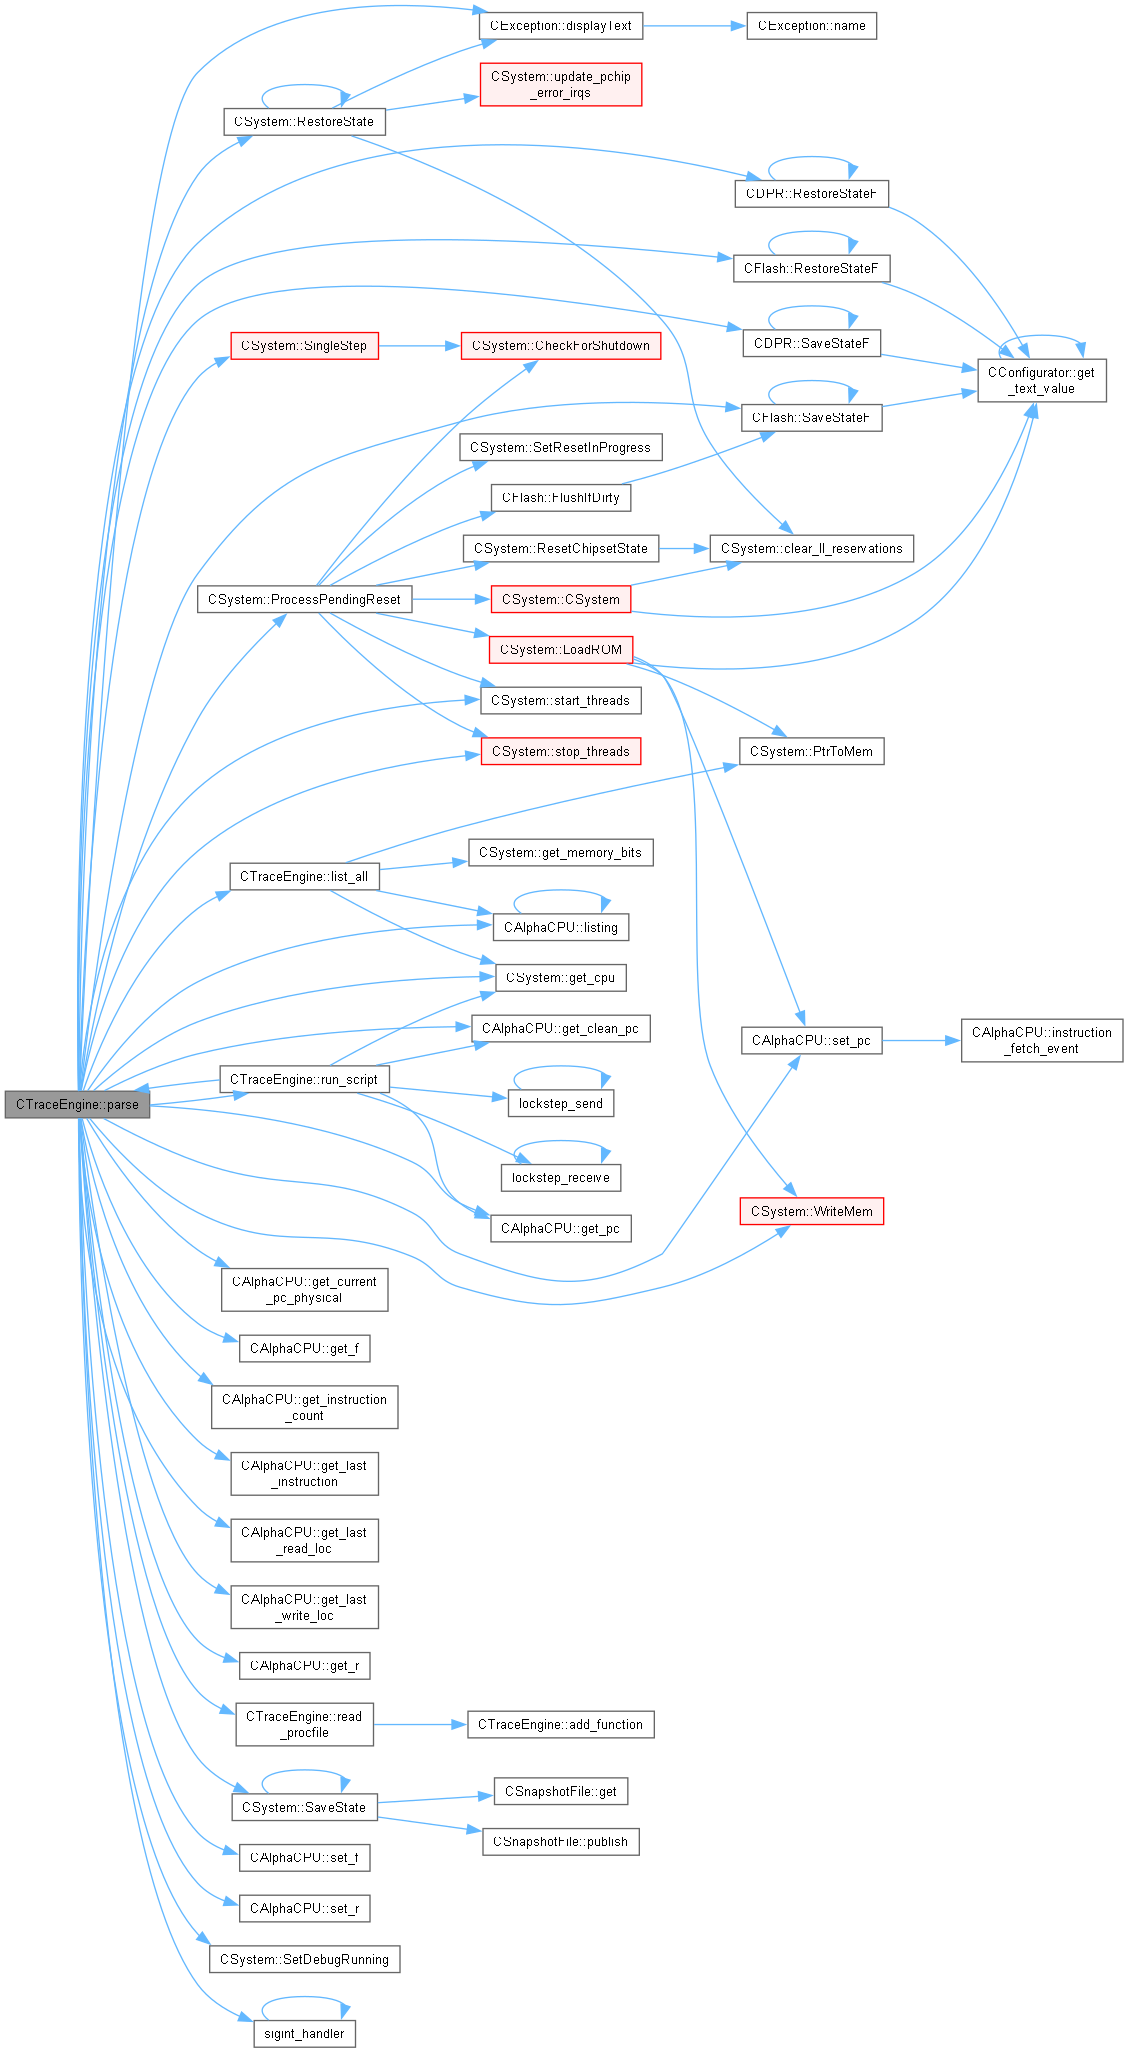 CException::displayText
CException::name
CSystem::update_pchip
_error_irqs
CSystem::RestoreState
CDPR::RestoreStateF
CFlash::RestoreStateF
CSystem::SingleStep
CSystem::CheckForShutdown
CDPR::SaveStateF
CConfigurator::get
_text_value
CFlash::SaveStateF
CSystem::SetResetInProgress
CFlash::FlushIfDirty
CSystem::ResetChipsetState
CSystem::clear_ll_reservations
CSystem::ProcessPendingReset
CSystem::CSystem
CSystem::LoadROM
CSystem::start_threads
CSystem::stop_threads
CSystem::PtrToMem
CSystem::get_memory_bits
CTraceEngine::list_all
CAlphaCPU::listing
CSystem::get_cpu
CAlphaCPU::get_clean_pc
CAlphaCPU::set_pc
CAlphaCPU::instruction
_fetch_event
CTraceEngine::run_script
CTraceEngine::parse
lockstep_send
lockstep_receive
CSystem::WriteMem
CAlphaCPU::get_pc
CAlphaCPU::get_current
_pc_physical
CAlphaCPU::get_f
CAlphaCPU::get_instruction
_count
CAlphaCPU::get_last
_instruction
CAlphaCPU::get_last
_read_loc
CAlphaCPU::get_last
_write_loc
CAlphaCPU::get_r
CTraceEngine::read
_procfile
CTraceEngine::add_function
CSystem::SaveState
CSnapshotFile::get
CSnapshotFile::publish
CAlphaCPU::set_f
CAlphaCPU::set_r
CSystem::SetDebugRunning
sigint_handler